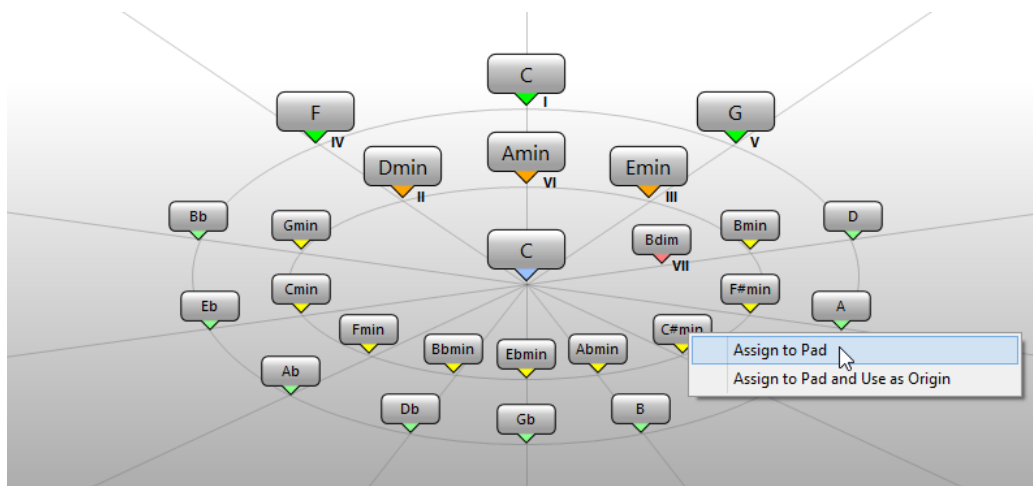 C
I
F
IV
G
V
Amin
VI
Dmin
II
Emin
III
Bb
Gmin
Bmin
D
C
Bdim
VII
Eb
Cmin
F#min
A
Fmin
C#min
Bbmin
Ebmin
Abmin
Assign to Pad
Assign to Pad and Use as Origin
Ab
Db
Gb
B